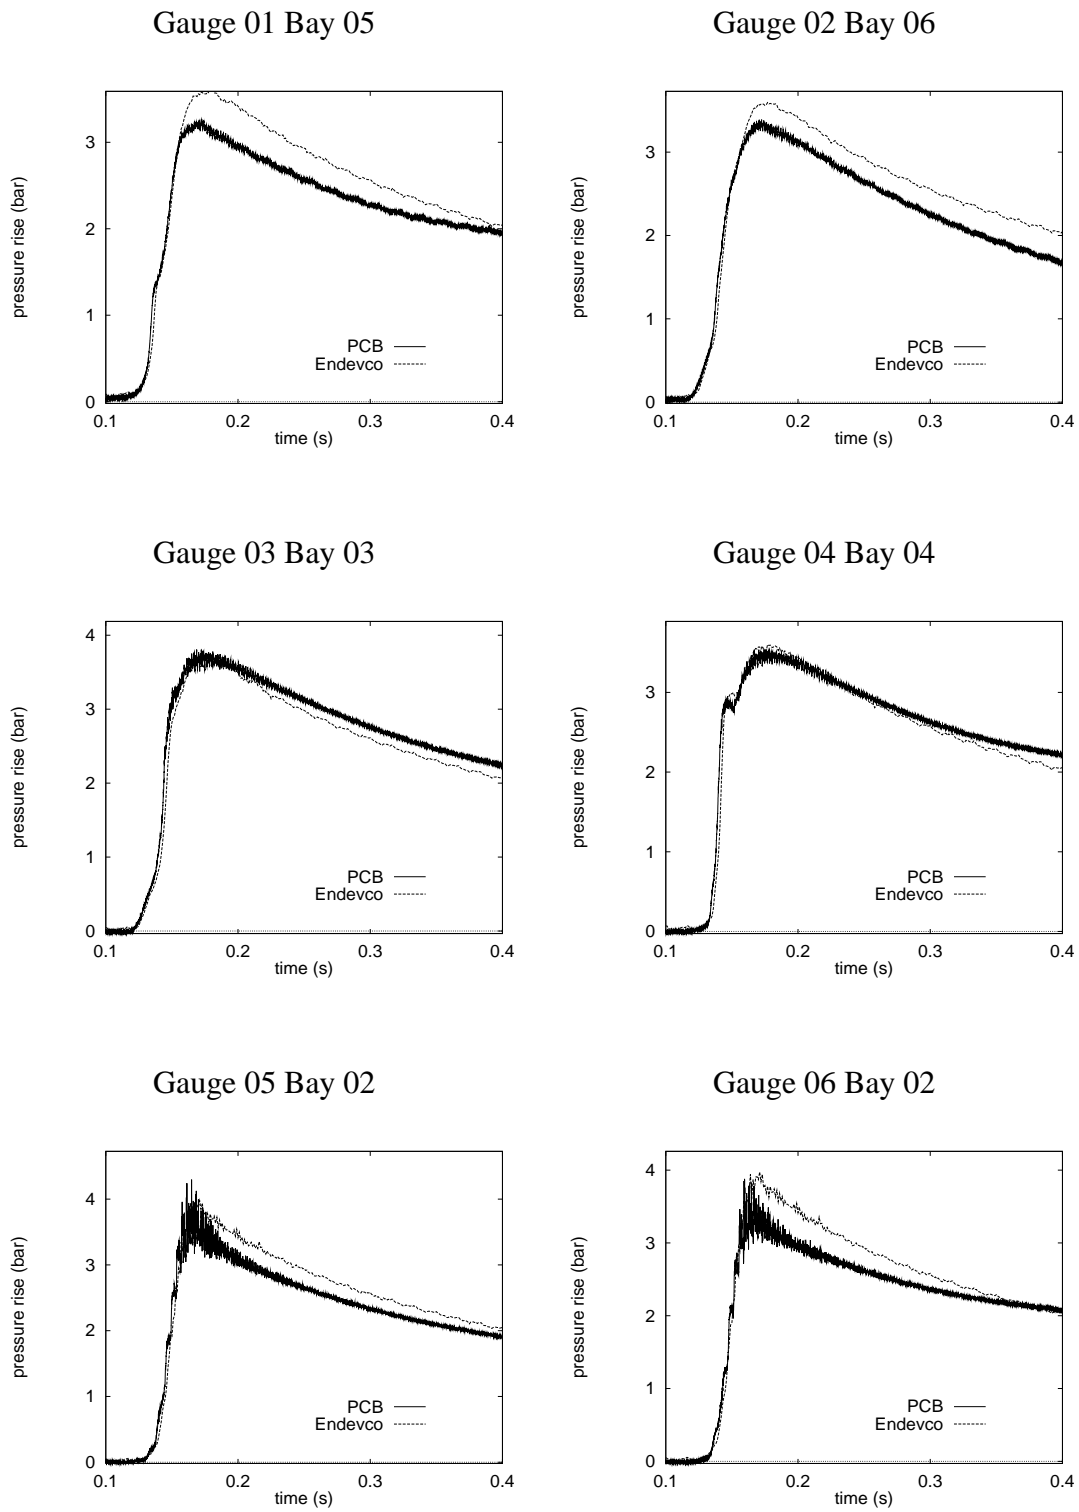 Gauge 01 Bay 05
pressure rise (bar)
3
2
1
0
PCB
Endevco
0.1 0.2 0.3 0.4
time (s)
Gauge 02 Bay 06
pressure rise (bar)
3
2
1
0
PCB
Endevco
0.1 0.2 0.3 0.4
time (s)
Gauge 03 Bay 03
pressure rise (bar)
4
3
2
1
0
PCB
Endevco
0.1 0.2 0.3 0.4
time (s)
Gauge 04 Bay 04
pressure rise (bar)
3
2
1
0
PCB
Endevco
0.1 0.2 0.3 0.4
time (s)
Gauge 05 Bay 02
pressure rise (bar)
4
3
2
1
0
PCB
Endevco
0.1 0.2 0.3 0.4
time (s)
Gauge 06 Bay 02
pressure rise (bar)
4
3
2
1
0
PCB
Endevco
0.1 0.2 0.3 0.4
time (s)